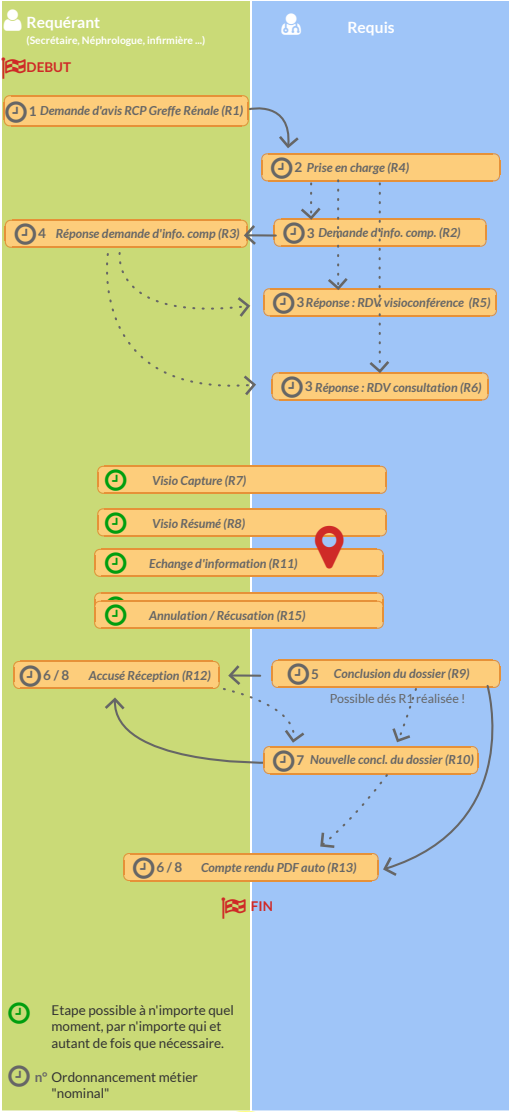 Requérant
(Secrétaire, Néphrologue, infirmière ...)
Requis
DEBUT
1 Demande d'avis RCP Greffe Rénale (R1)
2 Prise en charge (R4)
4 Réponse demande d'info. comp (R3)
3 Demande d'info. comp. (R2)
3 Réponse : RDV visioconférence (R5)
3 Réponse : RDV consultation (R6)
Visio Capture (R7)
Visio Résumé (R8)
Echange d'information (R11)
Annulation / Récusation (R15)
6 / 8 Accusé Réception (R12)
5 Conclusion du dossier (R9)
Possible dés R1 réalisée !
7 Nouvelle concl. du dossier (R10)
6 / 8 Compte rendu PDF auto (R13)
FIN
Etape possible à n'importe quel
moment, par n'importe qui et
autant de fois que nécessaire.
n° Ordonnancement métier
"nominal"